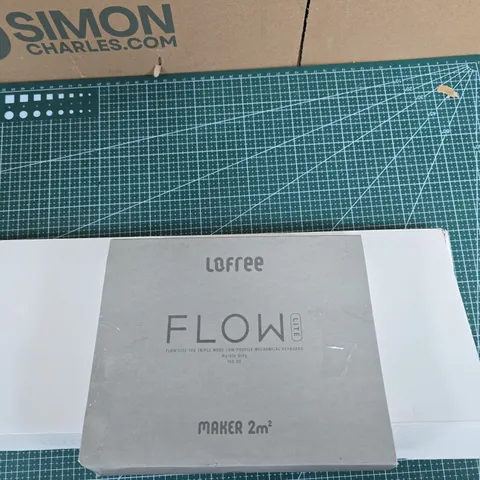 SIMON
CHARLES.COM
LOFREE
FLOW LITE
MAKER 2m²